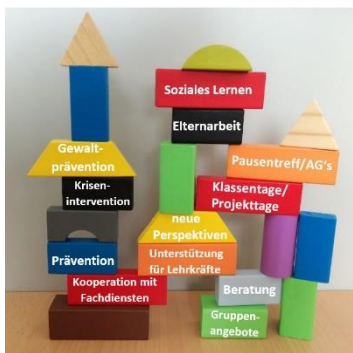 Soziales Lernen
Elternarbeit
Gewalt-
prävention
Pausentreff/AG's
Krisen-
intervention
Klassentage/
Projekttage
neue
Perspektiven
Prävention
Unterstützung
für Lehrkräfte
Kooperation mit
Fachdiensten
Beratung
Gruppen-
angebote